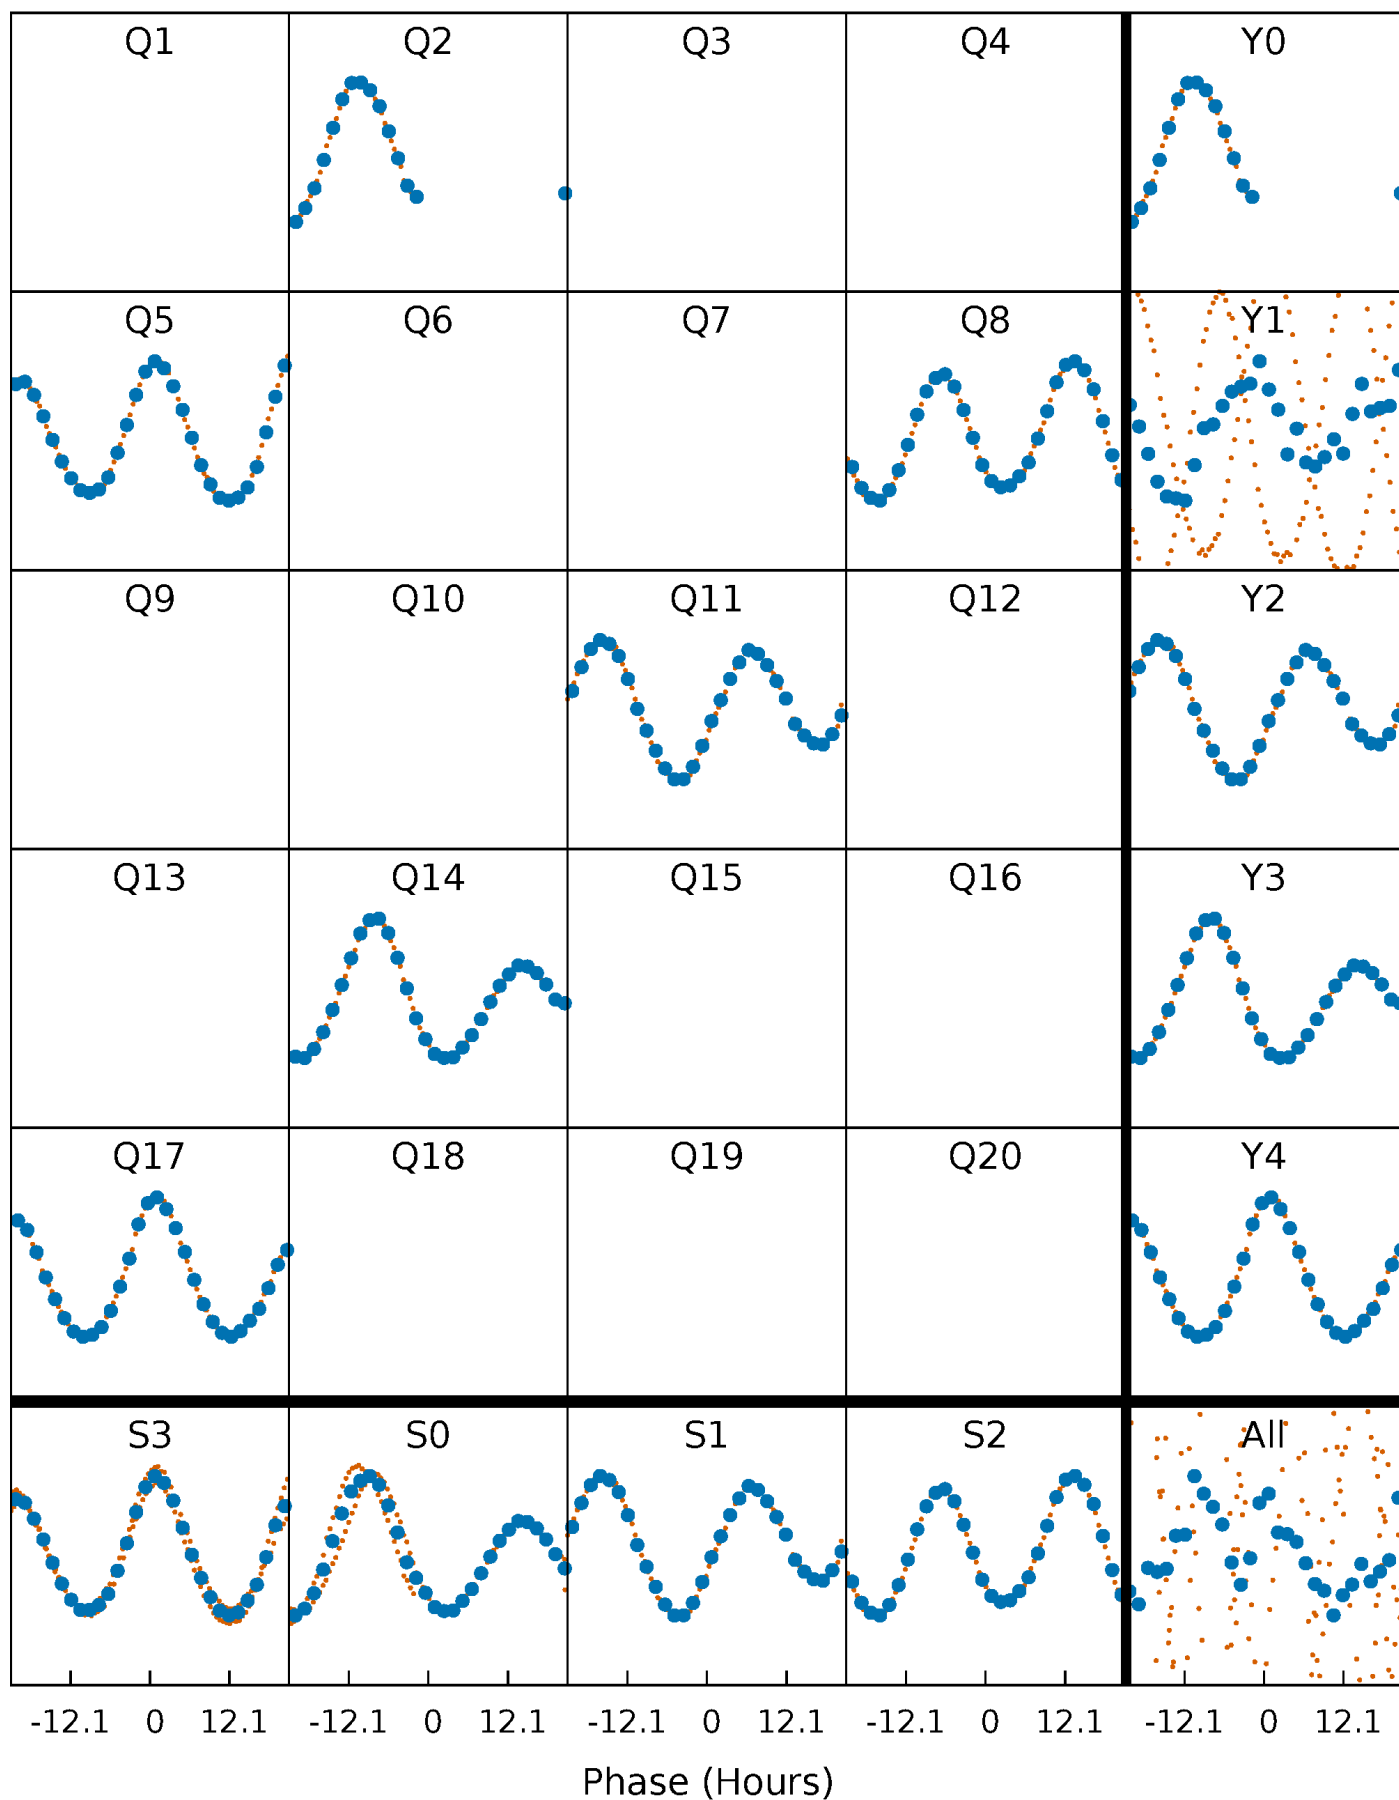 Q1 Q2 Q3 Q4 Y0
Q5 Q6 Q7 Q8 Y1
Q9 Q10 Q11 Q12 Y2
Q13 Q14 Q15 Q16 Y3
Q17 Q18 Q19 Q20 Y4
S3 S0 S1 S2 All
-12.1 0 12.1 -12.1 0 12.1 -12.1 0 12.1 -12.1 0 12.1 -12.1 0 12.1
Phase (Hours)